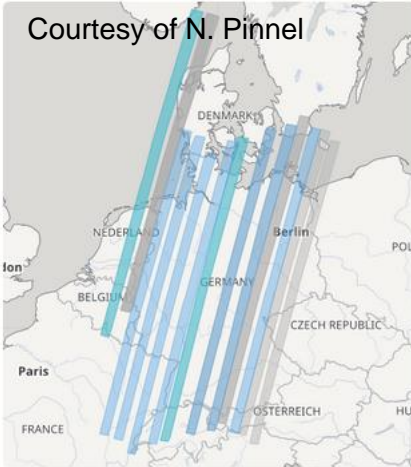 Courtesy of N. Pinnel
DENMARK
NEDERLAND
Berlin
POL
don
GERMANY
BELGIUM
CZECH REPUBLIC
Paris
ÖSTERREICH
HU
FRANCE